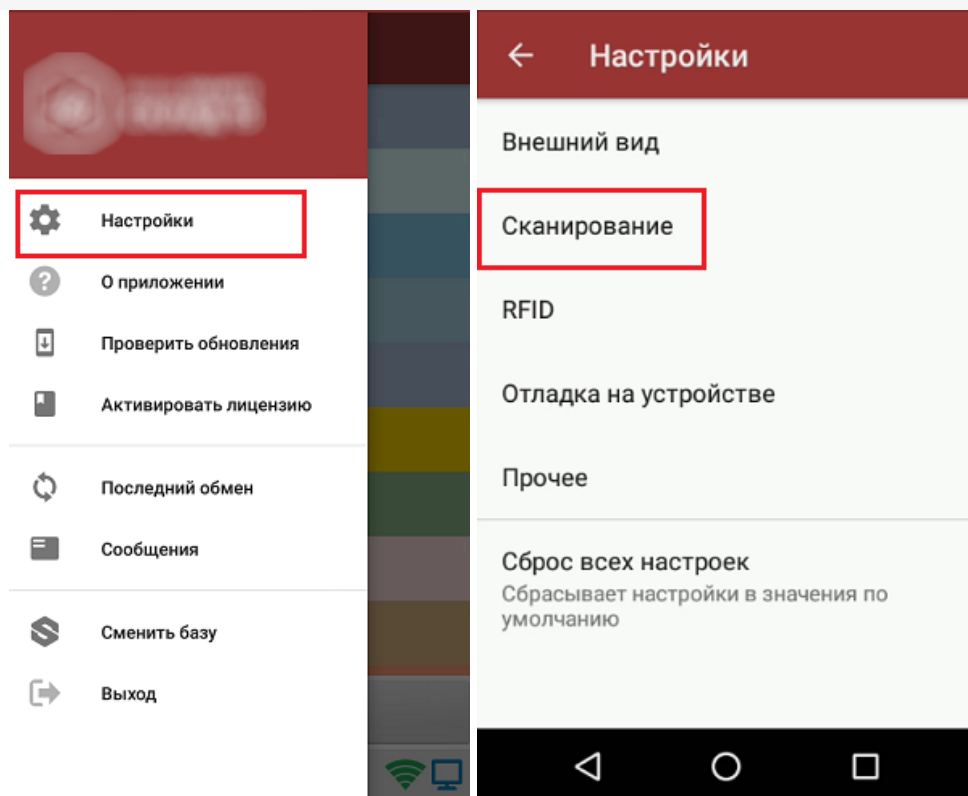 Настройки
О приложении
Проверить обновления
Активировать лицензию
Последний обмен
Сообщения
Сменить базу
Выход
Настройки
Внешний вид
Сканирование
RFID
Отладка на устройстве
Прочее
Сброс всех настроек
Сбрасывает настройки в значения по
умолчанию